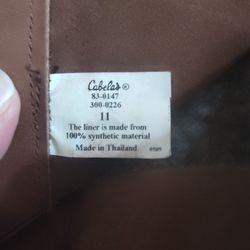 Cabela's®
83-0147
300-0226
11
The liner is made from
100% synthetic material
Made in Thailand